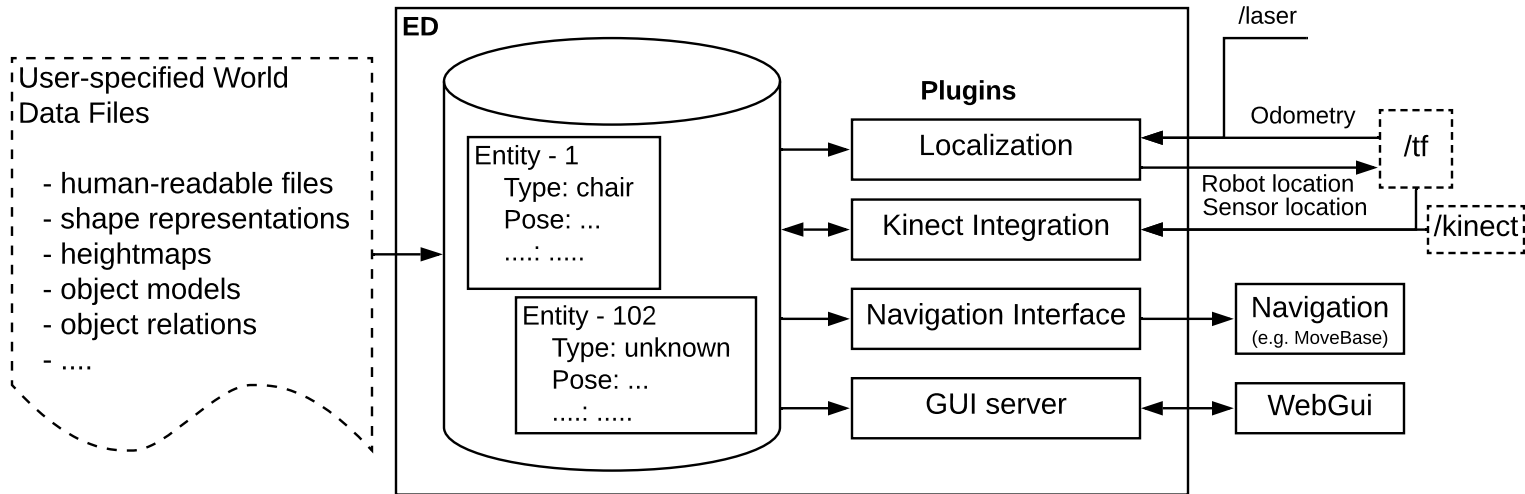 User-specified World
Data Files
- human-readable files
- shape representations
- heightmaps
- object models
- object relations
- ....
ED
Entity - 1
Type: chair
Pose: ...
....: .....
Entity - 102
Type: unknown
Pose: ...
....: .....
Plugins
Localization
Kinect Integration
Navigation Interface
GUI server
/laser
Odometry
/tf
Robot location
Sensor location
/kinect
Navigation
(e.g. MoveBase)
WebGui